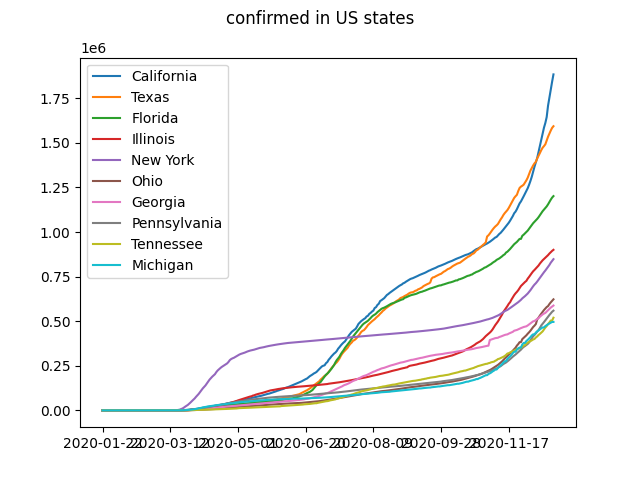 confirmed in US states
1e6
1.75
1.50
1.25
1.00
0.75
0.50
0.25
0.00
California
Texas
Florida
Illinois
New York
Ohio
Georgia
Pennsylvania
Tennessee
Michigan
2020-01-22 2020-03-12 2020-05-01 2020-06-20 2020-08-09 2020-09-28 2020-11-17